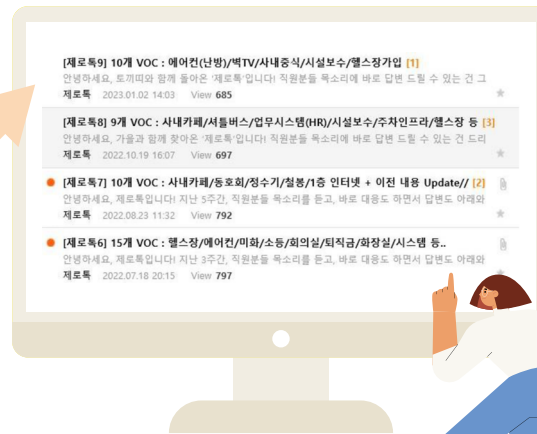 [제로톡9] 10개 VOC : 에어컨(난방)/벽TV/사내중식/시설보수/헬스장가입 [1]
안녕하세요, 토끼띠와 함께 돌아온 '제로톡'입니다! 직원분들 목소리에 바로 답변 드릴 수 있는 건 그
제로톡 2023.01.02 14:03 View 685
[제로톡8] 9개 VOC : 사내카페/셔틀버스/업무시스템(HR)/시설보수/주차인프라/헬스장 등 [3]
안녕하세요, 가을과 함께 찾아온 '제로톡'입니다! 직원분들 목소리에 바로 답변 드릴 수 있는 건 드리
제로톡 2022.10.19 16:07 View 697
[제로톡7] 10개 VOC : 사내카페/동호회/정수기/철봉/1층 인터넷 + 이전 내용 Update// [2]
안녕하세요, 제로톡입니다! 지난 5주간, 직원분들 목소리를 듣고, 바로 대응도 하면서 답변도 아래와
제로톡 2022.08.23 11:32 View 792
[제로톡6] 15개 VOC : 헬스장/에어컨/미화/소등/회의실/퇴직금/화장실/시스템 등..
안녕하세요, 제로톡입니다! 지난 3주간, 직원분들 목소리를 듣고, 바로 대응도 하면서 답변도 아래와
제로톡 2022.07.18 20:15 View 797